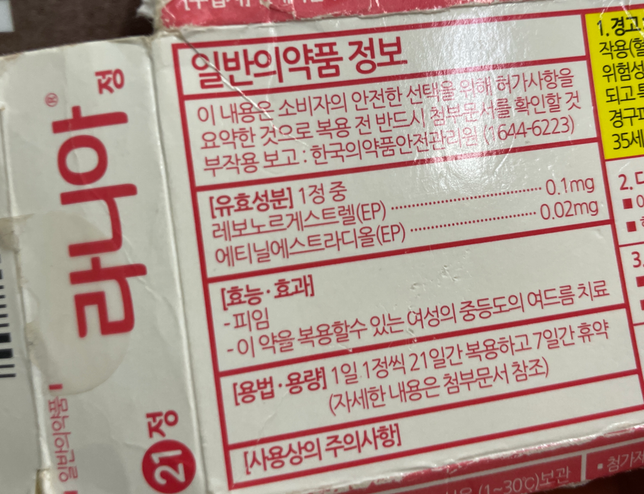 라니아® 정
일반의약품
21정
일반의약품 정보
이 내용은 소비자의 안전한 선택을 위해 허가사항을
요약한 것으로 복용 전 반드시 첨부문서를 확인할 것
부작용 보고 : 한국의약품안전관리원 (1644-6223)
[유효성분] 1정 중
레보노르게스트렐(EP) 0.1mg
에티닐에스트라디올(EP) 0.02mg
[효능·효과]
- 피임
- 이 약을 복용할수 있는 여성의 중등도의 여드름 치료
[용법·용량] 1일 1정씩 21일간 복용하고 7일간 휴약
(자세한 내용은 첨부문서 참조)
[사용상의 주의사항]
1. 경고
작용(혈
위험성
되고 특
경구피
35세
2. 다
3.
• 첨가제
(1~30℃)보관